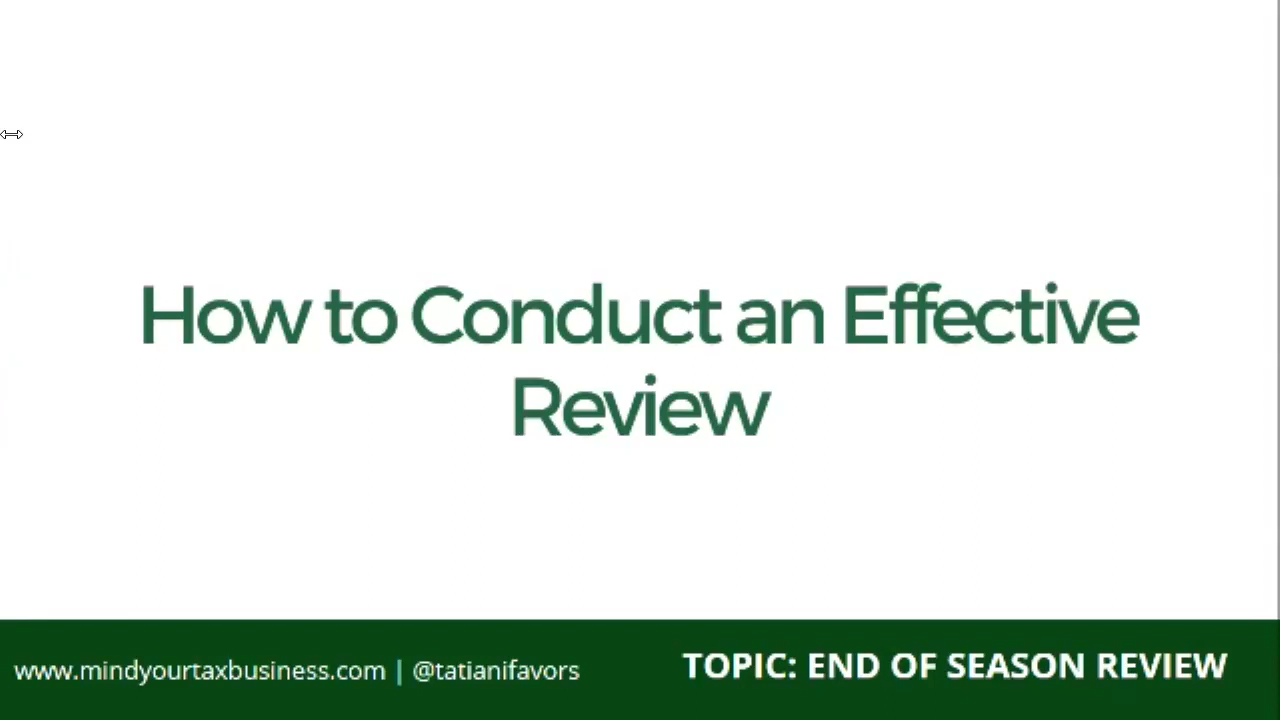 How to Conduct an Effective
Review
www.mindyourtaxbusiness.com | @tatianifavors
TOPIC: END OF SEASON REVIEW